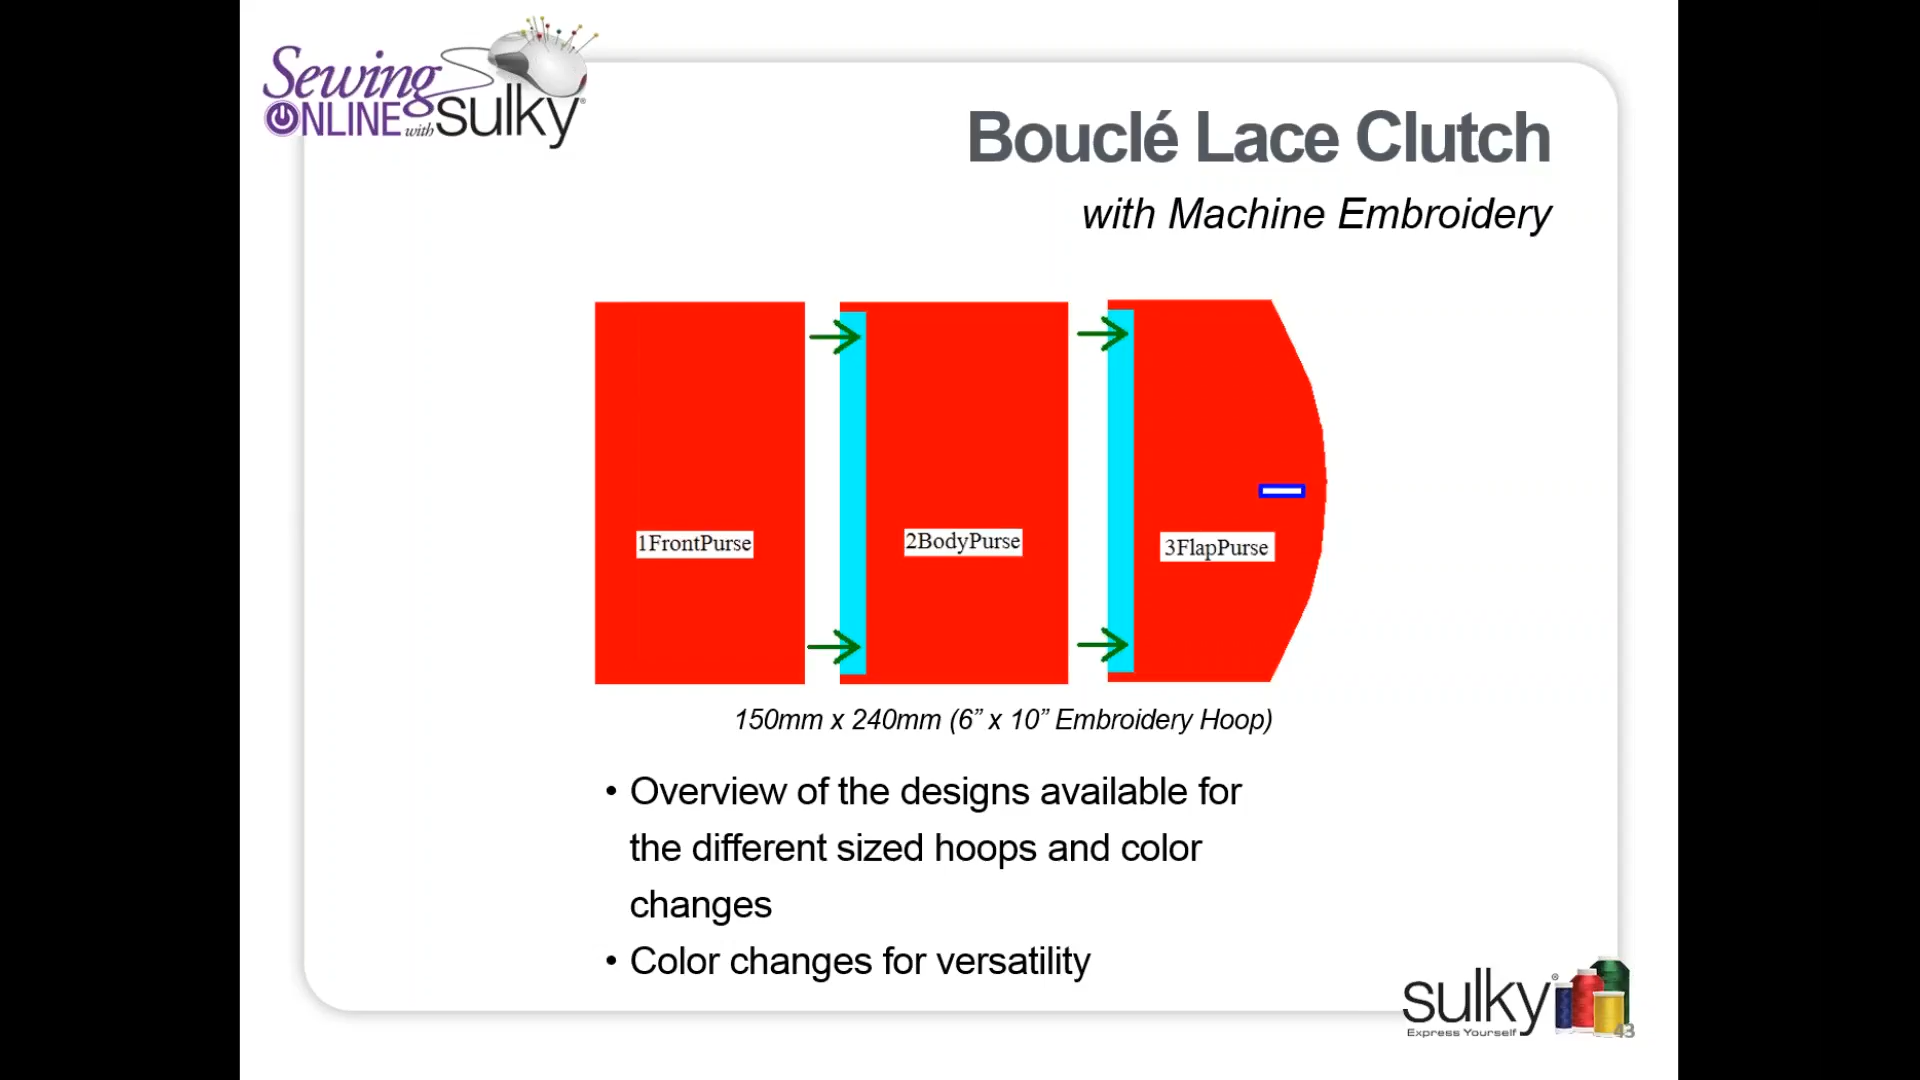 Sewing
ONLINE with sulky®
Bouclé Lace Clutch
with Machine Embroidery
1FrontPurse
2BodyPurse
3FlapPurse
150mm x 240mm (6” x 10” Embroidery Hoop)
• Overview of the designs available for
the different sized hoops and color
changes
• Color changes for versatility
sulky®
Express Yourself
43